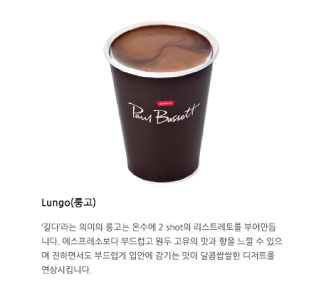 Paul Bassett
Lungo(룽고)
'길다'라는 의미의 룽고는 온수에 2 shot의 리스트레토를 부어만듭
니다. 에스프레소보다 부드럽고 원두 고유의 맛과 향을 느낄 수 있으
며 진하면서도 부드럽게 입안에 감기는 맛이 달콤쌉쌀한 디저트를
연상시킵니다.